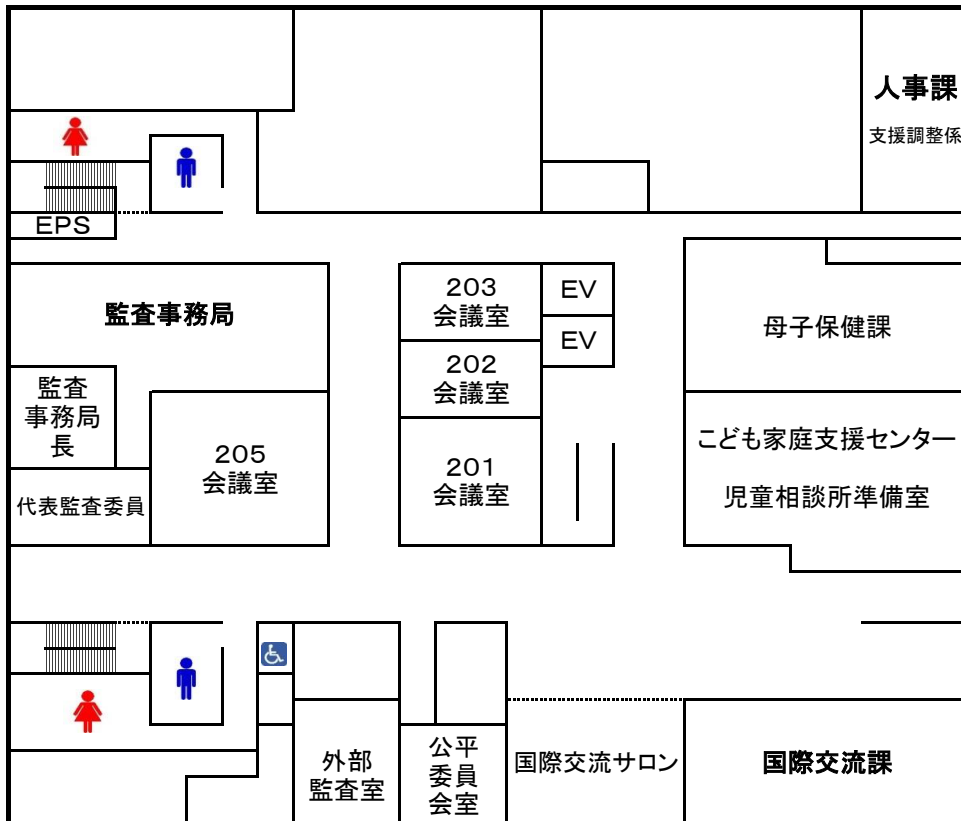 人事課
支援調整係
EPS
監査事務局
203
会議室
EV
EV
母子保健課
202
会議室
監査
事務局
長
205
会議室
201
会議室
こども家庭支援センター
児童相談所準備室
代表監査委員
外部
監査室
公平
委員
会室
国際交流サロン
国際交流課